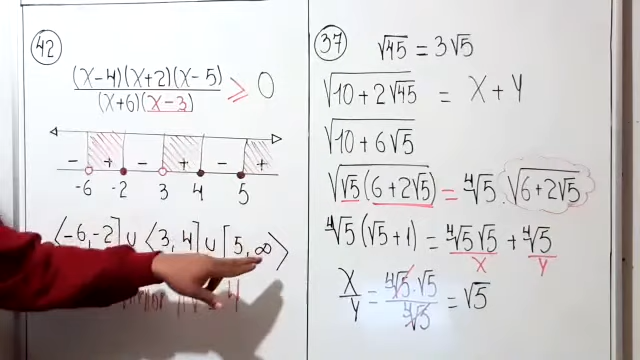 42
(x-4)(x+2)(x-5) / (x+6)(x-3) ≥ 0
- + - + - +
-6 -2 3 4 5
⟨-6,-2] ∪ ⟨3,4] ∪ [5,∞⟩
4
37
√45 = 3√5
√(10+2√45) = x+y
√(10+6√5)
√(√5(6+2√5)) = ⁴√5 · √(6+2√5)
⁴√5(√5+1) = ⁴√5√5 + ⁴√5
x y
x/y = ⁴√5·√5 / ⁴√5 = √5